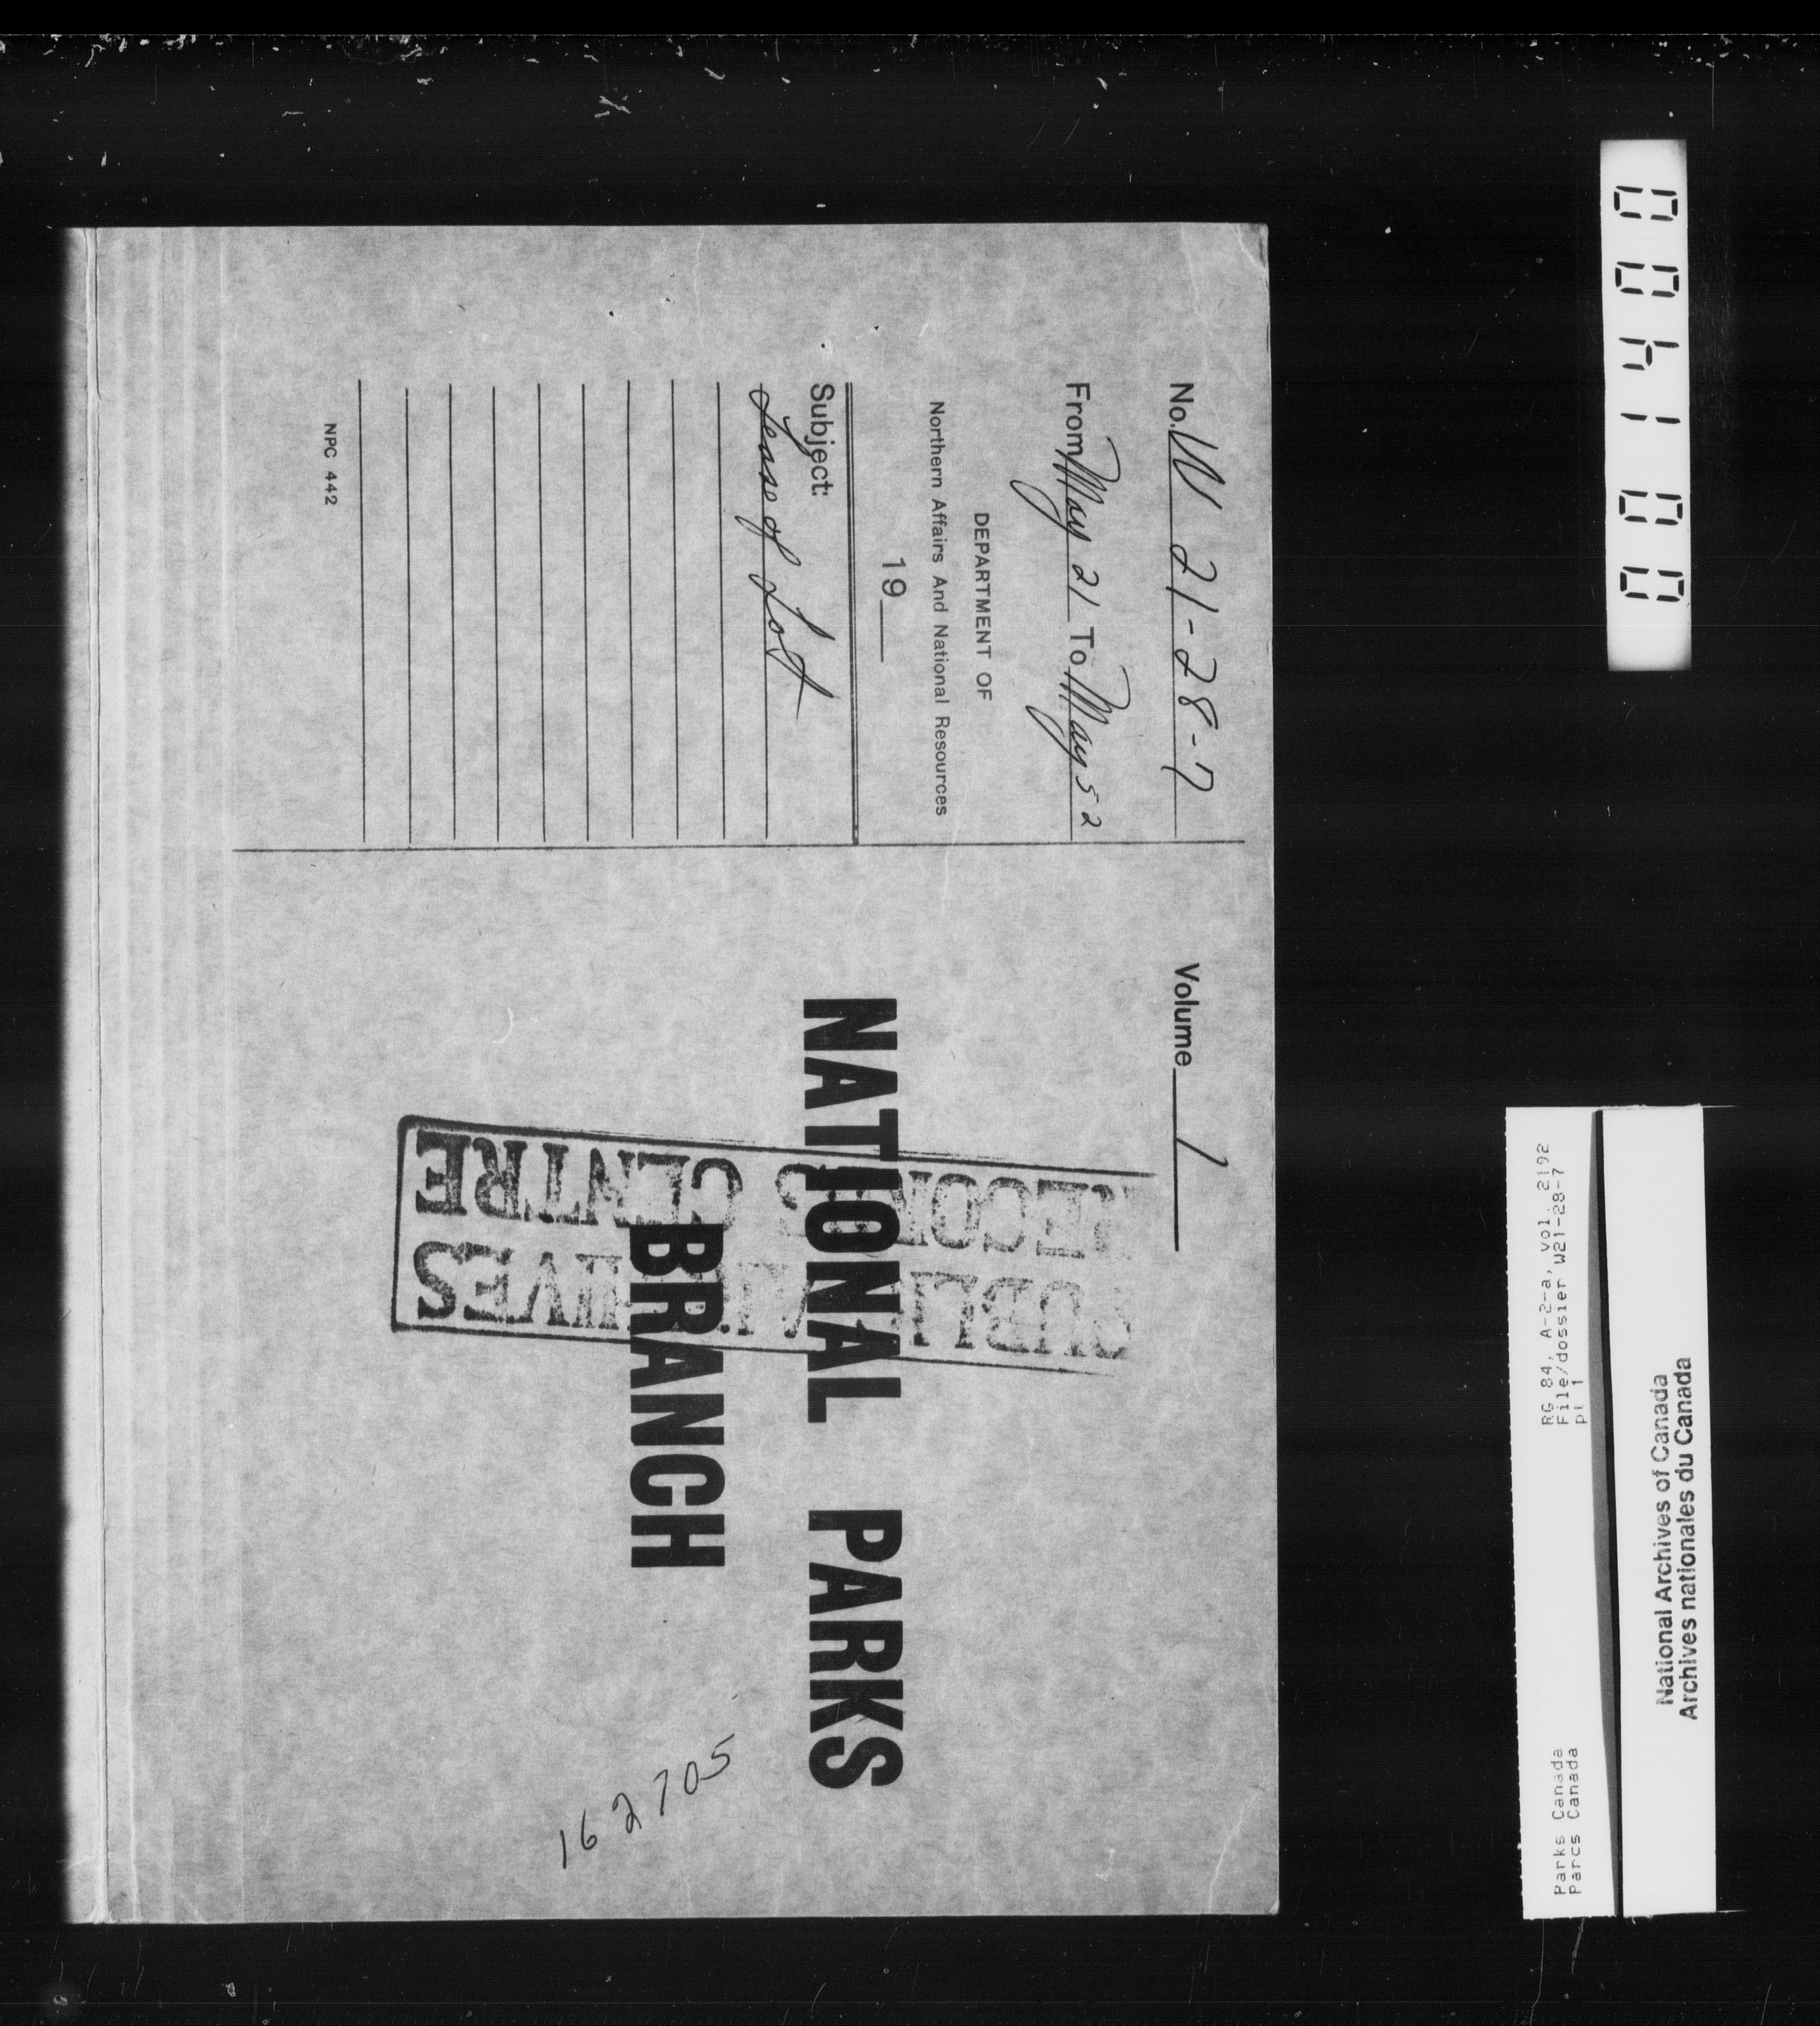 No. W 21-28-7
From May 21 To May 52
DEPARTMENT OF
Northern Affairs And National Resources
19
Subject:
Lease of Lot
NPC 442
Volume 1
NATIONAL PARKS
BRANCH
PUBLIC ARCHIVES
RECORDS CENTRE
162705
001400
RG 84, A-2-a, vol. 2192
File/dossier W21-28-7
pt 1
Parks Canada
Parcs Canada
National Archives of Canada
Archives nationales du Canada